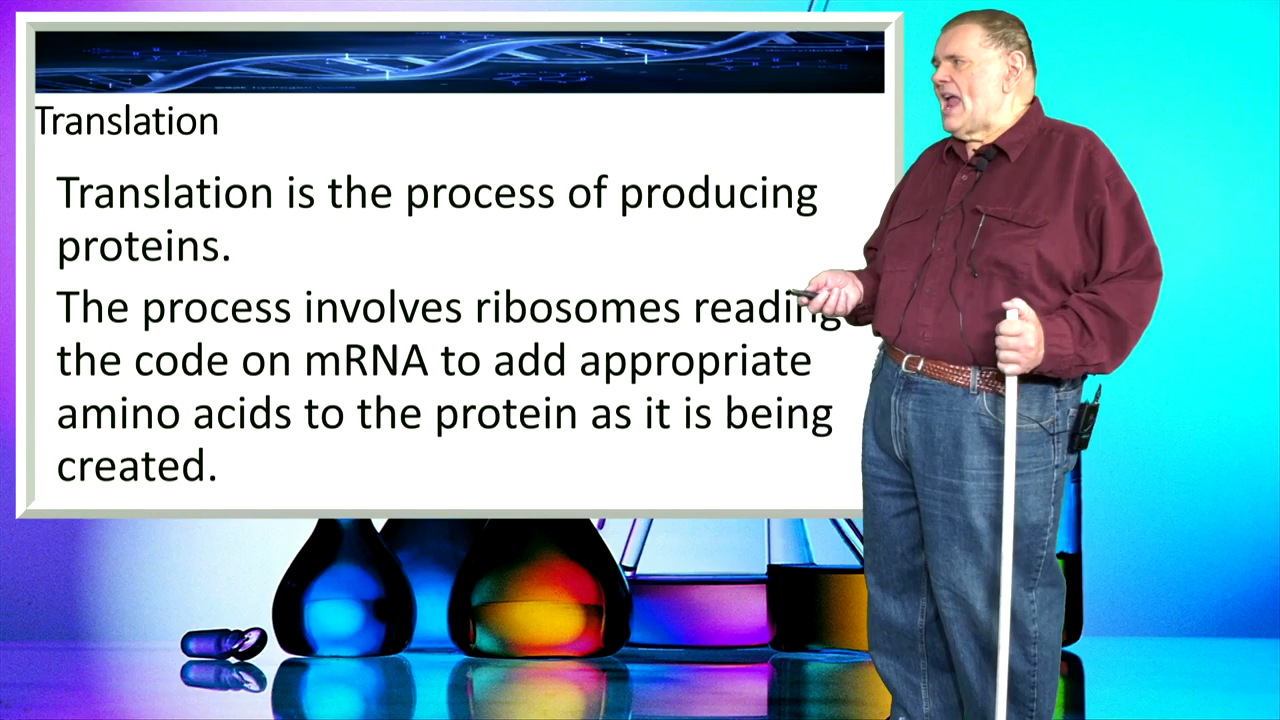 Translation
Translation is the process of producing
proteins.
The process involves ribosomes reading
the code on mRNA to add appropriate
amino acids to the protein as it is being
created.